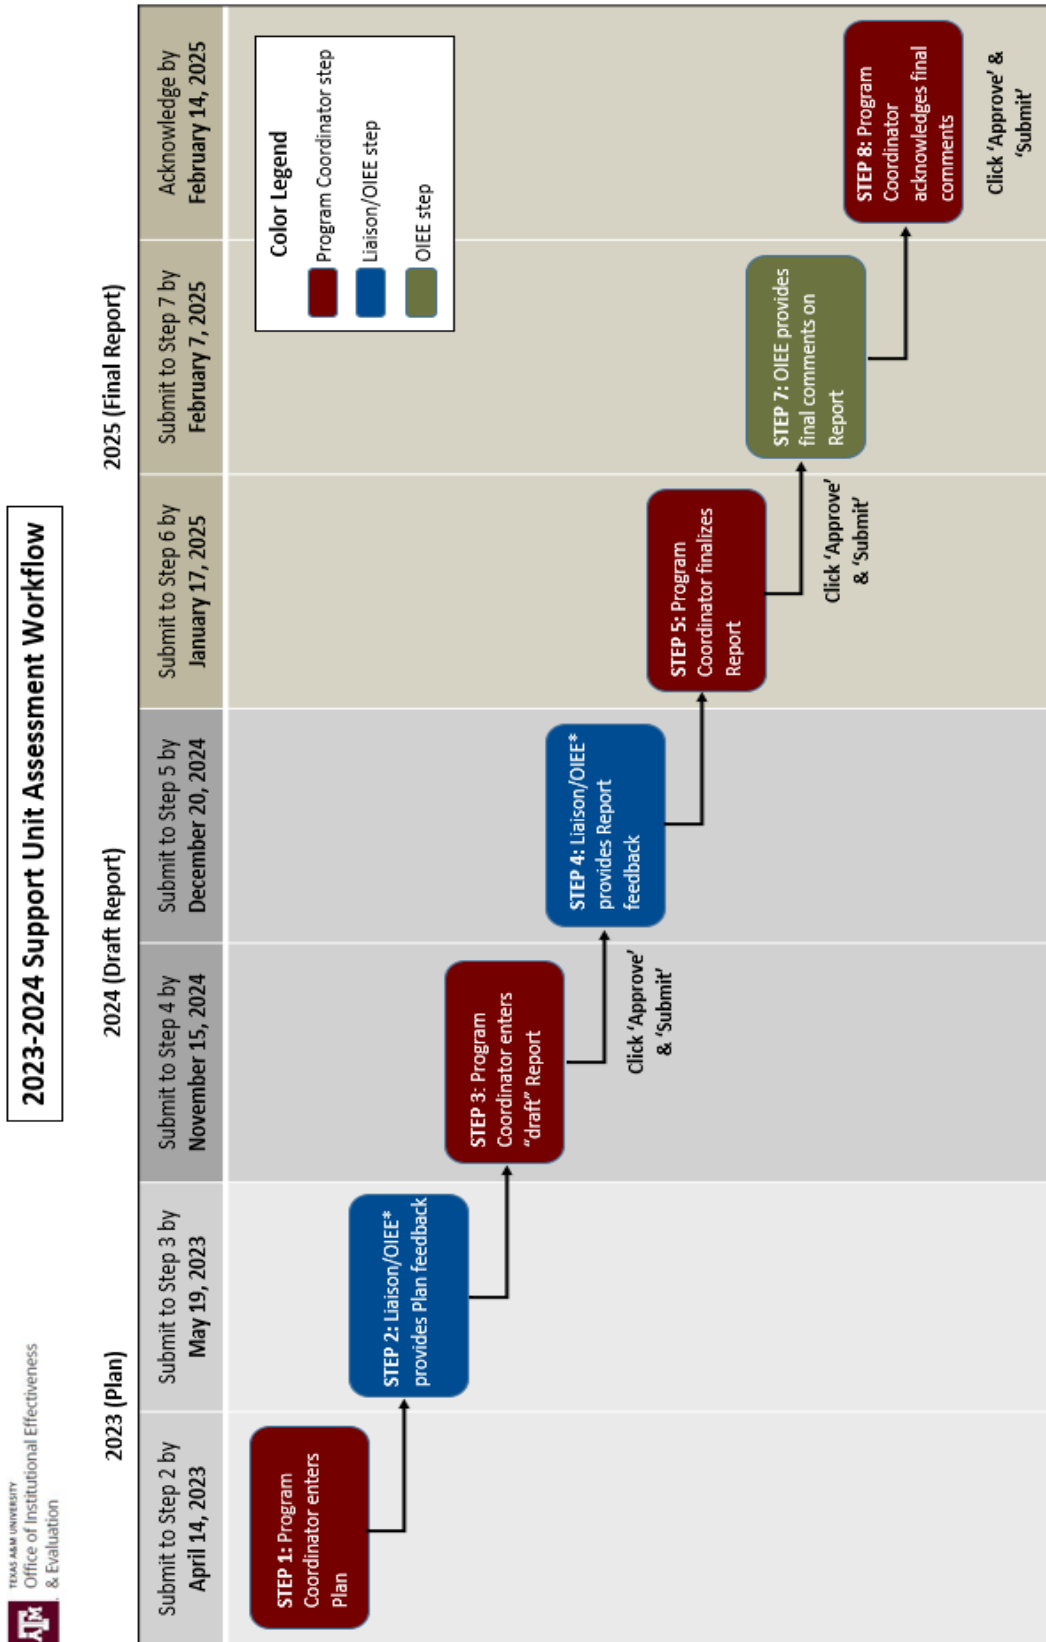 TEXAS A&M UNIVERSITY
Office of Institutional Effectiveness
& Evaluation
2023-2024 Support Unit Assessment Workflow
2023 (Plan)
2024 (Draft Report)
2025 (Final Report)
Submit to Step 2 by
April 14, 2023
Submit to Step 3 by
May 19, 2023
Submit to Step 4 by
November 15, 2024
Submit to Step 5 by
December 20, 2024
Submit to Step 6 by
January 17, 2025
Submit to Step 7 by
February 7, 2025
Acknowledge by
February 14, 2025
STEP 1: Program
Coordinator enters
Plan
STEP 2: Liaison/OIEE*
provides Plan feedback
STEP 3: Program
Coordinator enters
“draft” Report
Click ‘Approve’
& ‘Submit’
STEP 4: Liaison/OIEE*
provides Report
feedback
STEP 5: Program
Coordinator finalizes
Report
Click ‘Approve’
& ‘Submit’
STEP 7: OIEE provides
final comments on
Report
STEP 8: Program
Coordinator
acknowledges final
comments
Click ‘Approve’ &
‘Submit’
Color Legend
Program Coordinator step
Liaison/OIEE step
OIEE step